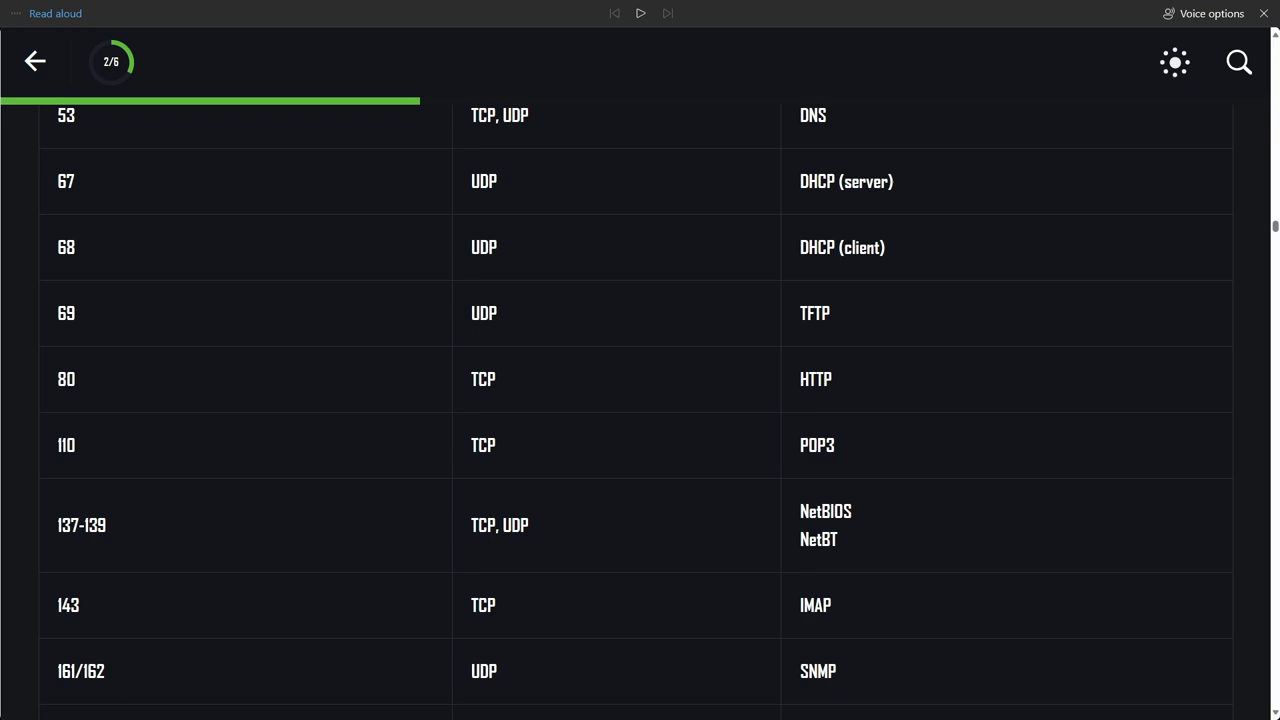 Read aloud
Voice options
2/6
53 TCP, UDP DNS
67 UDP DHCP (server)
68 UDP DHCP (client)
69 UDP TFTP
80 TCP HTTP
110 TCP POP3
137-139 TCP, UDP NetBIOS
NetBT
143 TCP IMAP
161/162 UDP SNMP